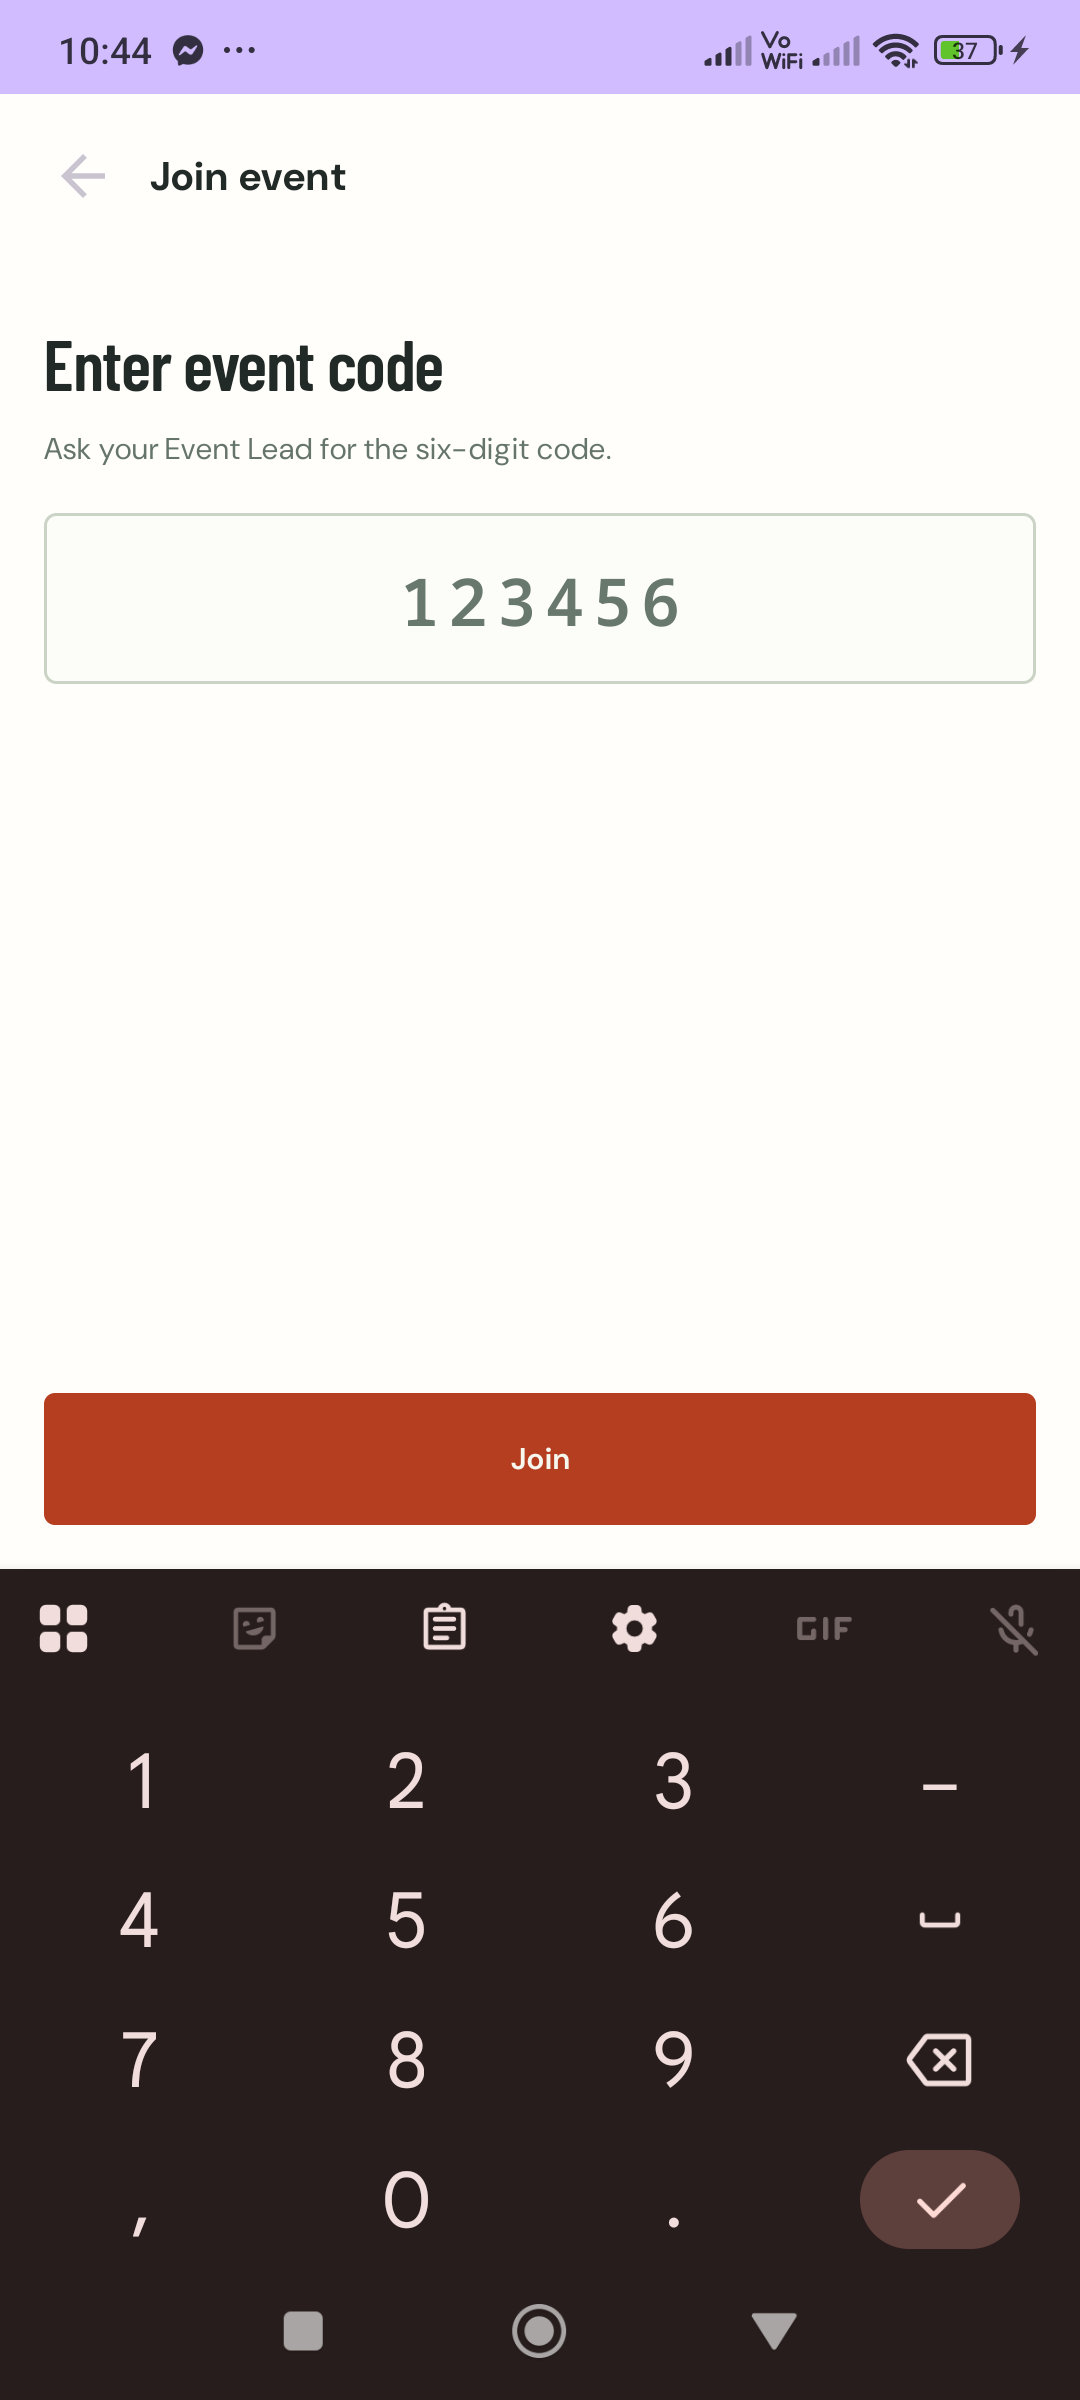 10:44 Vo WiFi 37
Join event
Enter event code
Ask your Event Lead for the six-digit code.
123456
Join
GIF
1 2 3 –
4 5 6
7 8 9
, 0 .